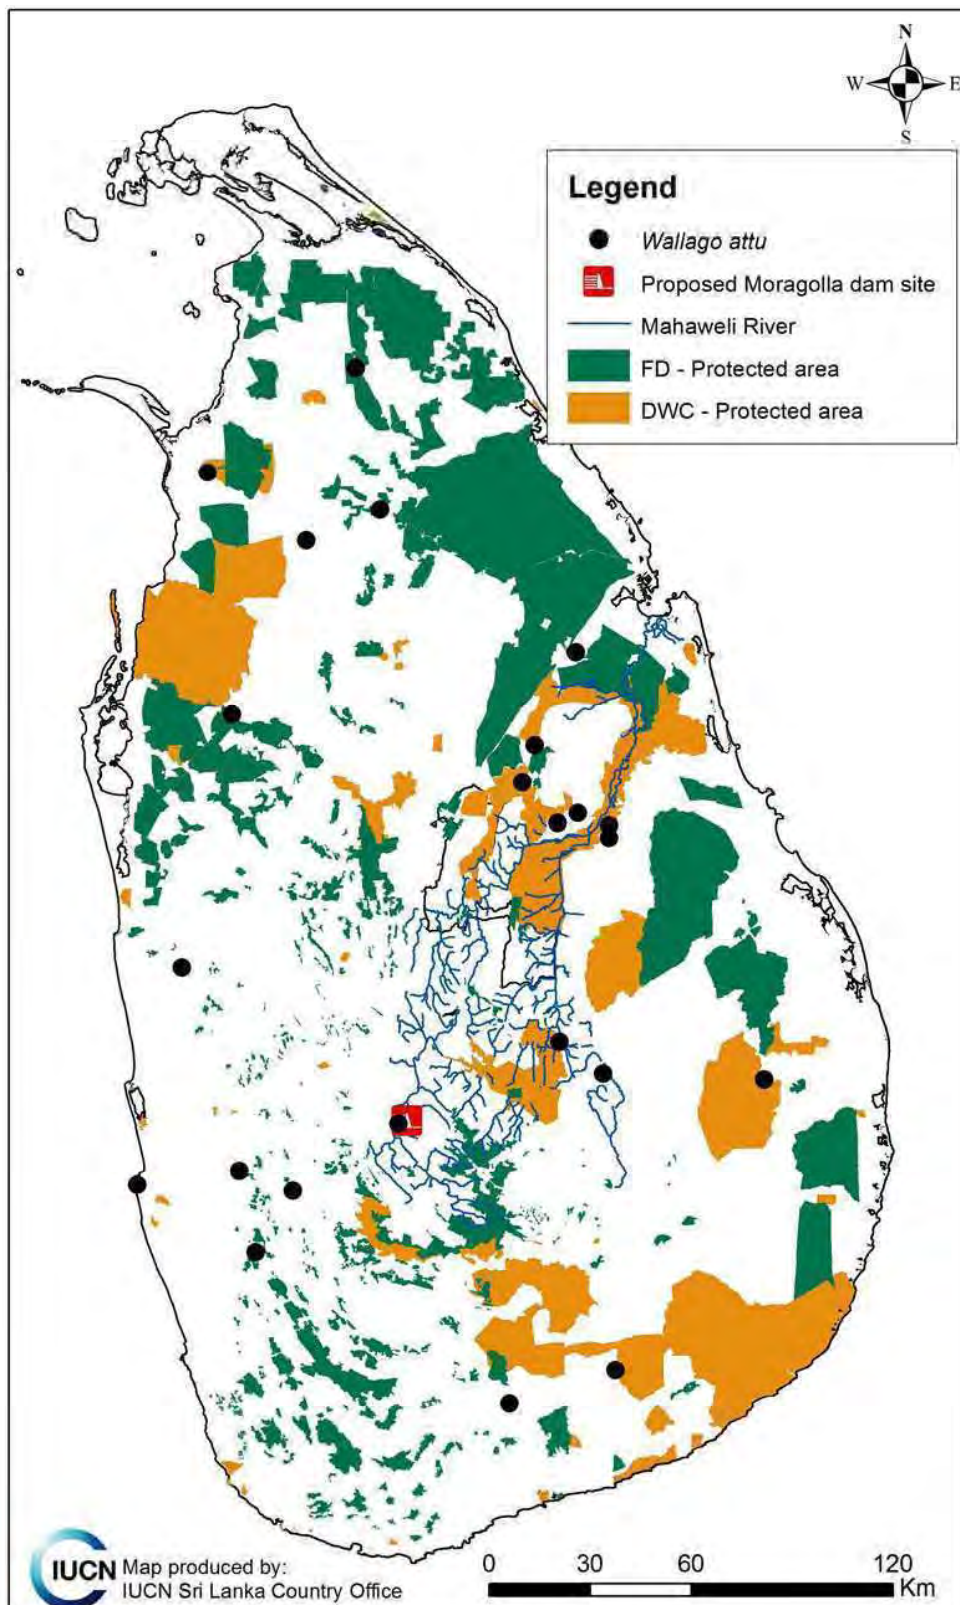 N
W E
S
Legend
Wallago attu
Proposed Moragolla dam site
Mahaweli River
FD - Protected area
DWC - Protected area
IUCN
Map produced by:
IUCN Sri Lanka Country Office
0 30 60 120
Km